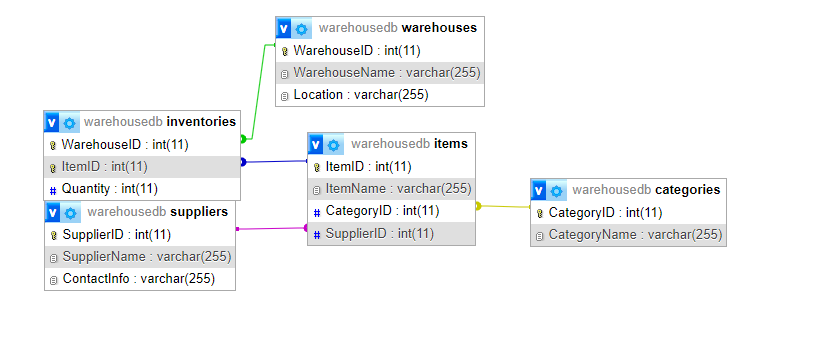 warehousedb warehouses
WarehouseID : int(11)
WarehouseName : varchar(255)
Location : varchar(255)
warehousedb inventories
WarehouseID : int(11)
ItemID : int(11)
# Quantity : int(11)
warehousedb suppliers
SupplierID : int(11)
SupplierName : varchar(255)
ContactInfo : varchar(255)
warehousedb items
ItemID : int(11)
ItemName : varchar(255)
# CategoryID : int(11)
# SupplierID : int(11)
warehousedb categories
CategoryID : int(11)
CategoryName : varchar(255)